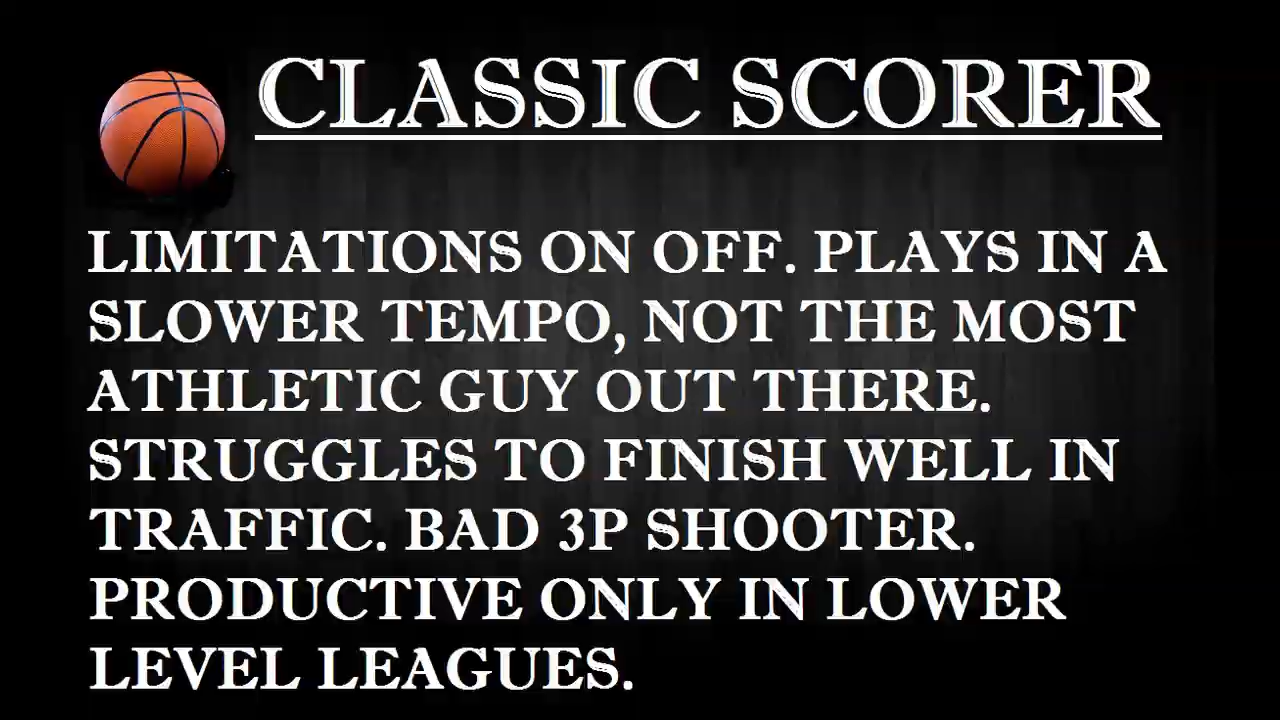 CLASSIC SCORER
LIMITATIONS ON OFF. PLAYS IN A
SLOWER TEMPO, NOT THE MOST
ATHLETIC GUY OUT THERE.
STRUGGLES TO FINISH WELL IN
TRAFFIC. BAD 3P SHOOTER.
PRODUCTIVE ONLY IN LOWER
LEVEL LEAGUES.